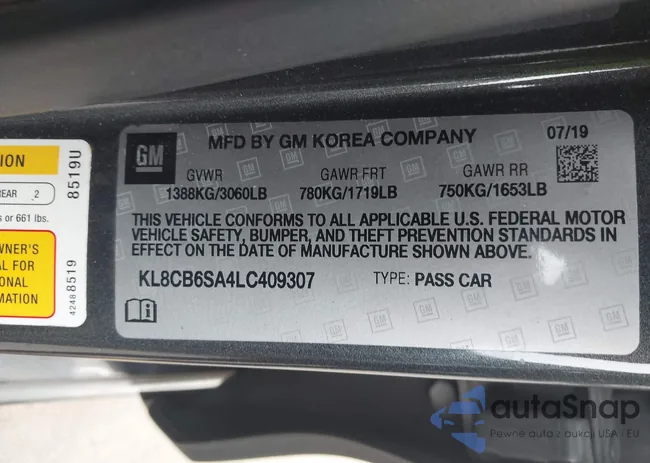 GM
MFD BY GM KOREA COMPANY
07/19
GVWR
GAWR FRT
GAWR RR
1388KG/3060LB
780KG/1719LB
750KG/1653LB
THIS VEHICLE CONFORMS TO ALL APPLICABLE U.S. FEDERAL MOTOR
VEHICLE SAFETY, BUMPER, AND THEFT PREVENTION STANDARDS IN
EFFECT ON THE DATE OF MANUFACTURE SHOWN ABOVE.
KL8CB6SA4LC409307
TYPE: PASS CAR
ION
REAR 2
s or 661 lbs.
WNER'S
AL FOR
IONAL
MATION
8519U
42488519
autaSnap
Pewne auta z aukcji USA - EU